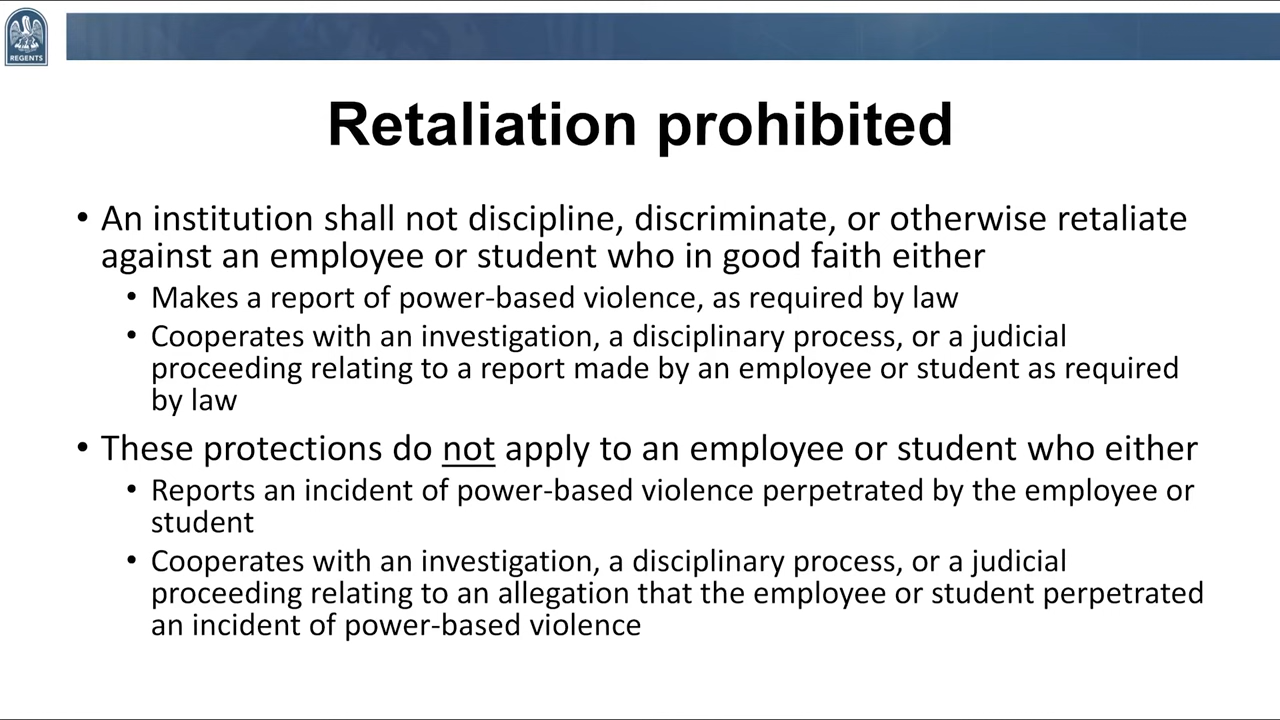 REGENTS
Retaliation prohibited
• An institution shall not discipline, discriminate, or otherwise retaliate
against an employee or student who in good faith either
• Makes a report of power-based violence, as required by law
• Cooperates with an investigation, a disciplinary process, or a judicial
proceeding relating to a report made by an employee or student as required
by law
• These protections do not apply to an employee or student who either
• Reports an incident of power-based violence perpetrated by the employee or
student
• Cooperates with an investigation, a disciplinary process, or a judicial
proceeding relating to an allegation that the employee or student perpetrated
an incident of power-based violence